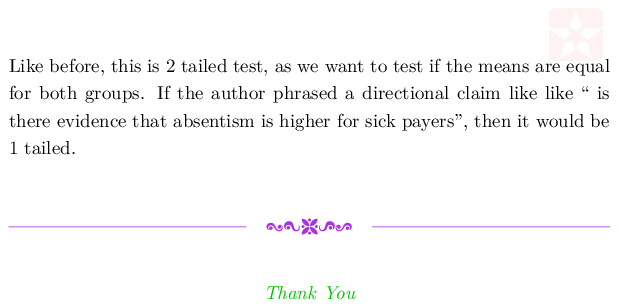 Like before, this is 2 tailed test, as we want to test if the means are equal
for both groups. If the author phrased a directional claim like like “ is
there evidence that absentism is higher for sick payers”, then it would be
1 tailed.
Thank You